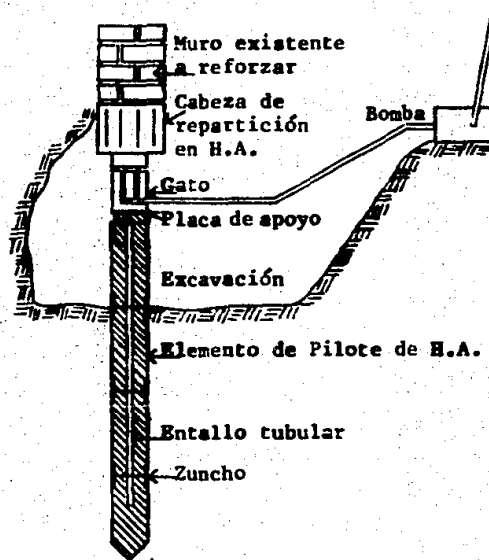 Muro existente
a reforzar
Cabeza de
repartición
en H.A.
Bomba
Gato
Placa de apoyo
Excavación
Elemento de Pilote de H.A.
Entallo tubular
Zuncho